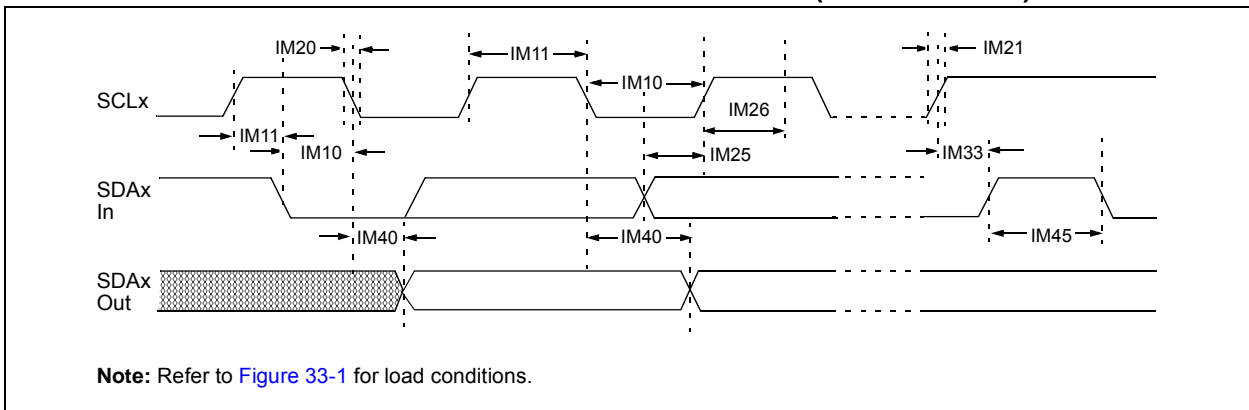 IM20
IM11
IM21
IM10
SCLx
IM26
IM11
IM10
IM25
IM33
SDAx
In
IM40
IM40
IM45
SDAx
Out
Note: Refer to Figure 33-1 for load conditions.